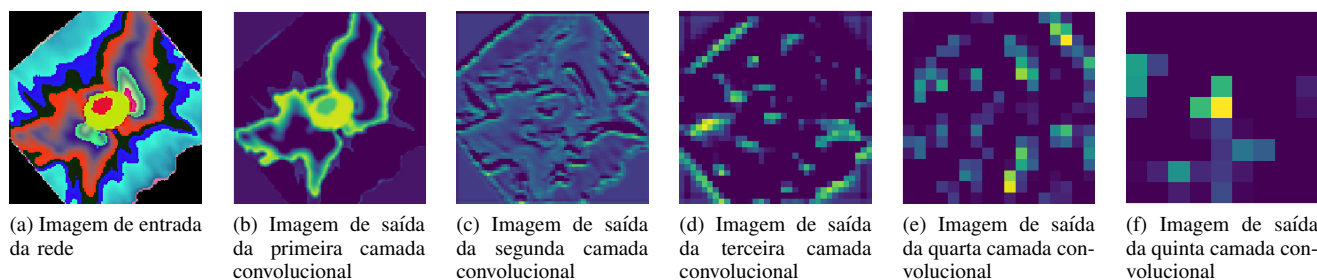 (a) Imagem de entrada
da rede
(b) Imagem de saída
da primeira camada
convolucional
(c) Imagem de saída
da segunda camada
convolucional
(d) Imagem de saída
da terceira camada
convolucional
(e) Imagem de saída
da quarta camada con-
volucional
(f) Imagem de saída
da quinta camada con-
volucional